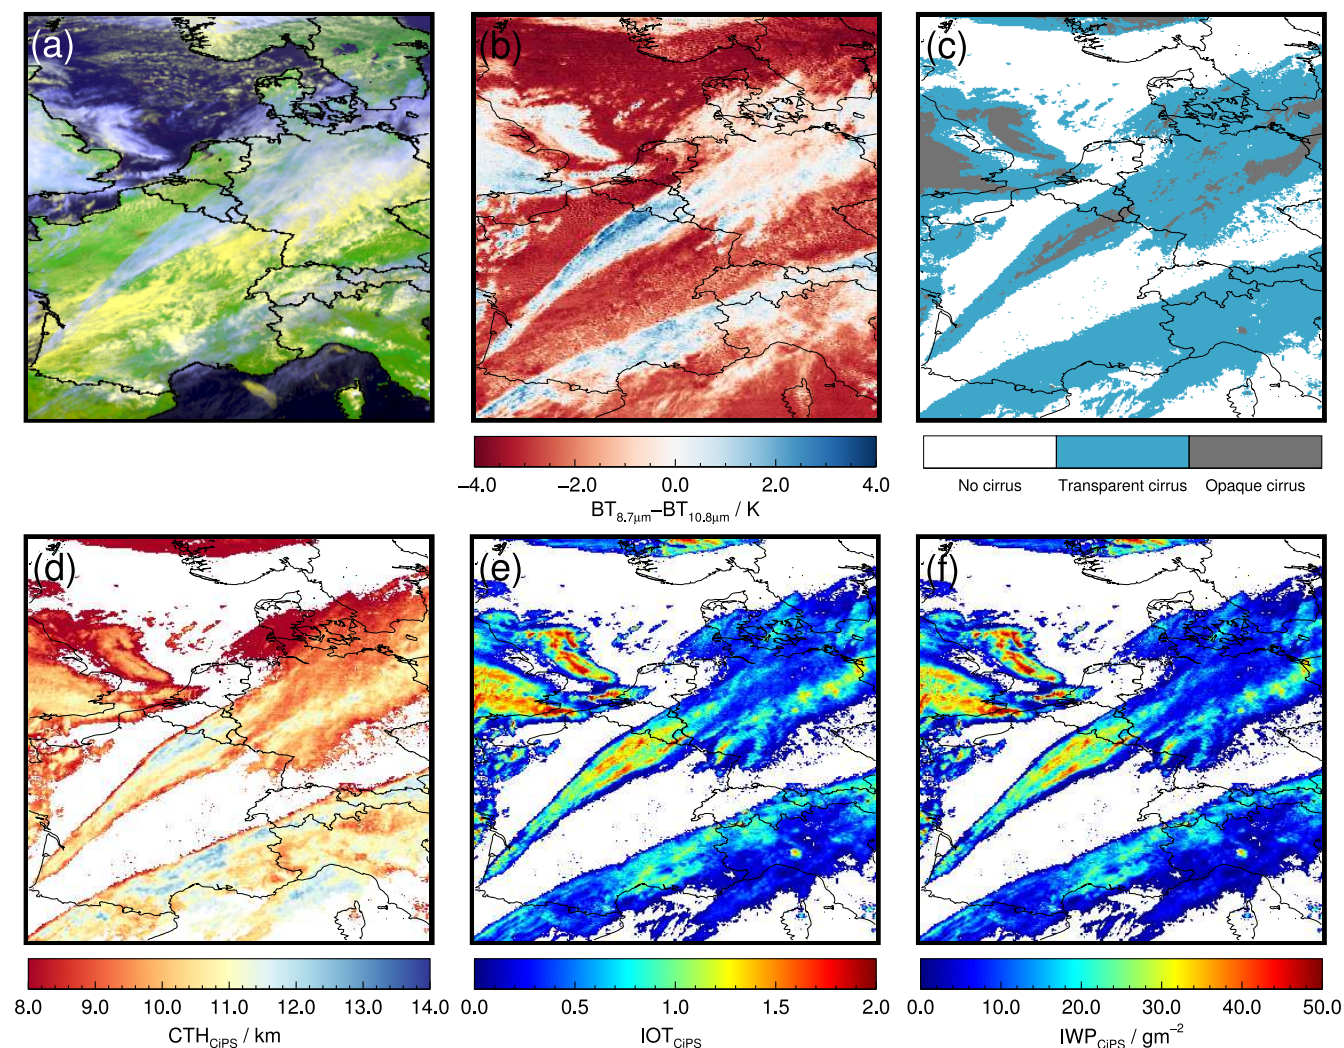 (a) (b) (c)
−4.0 −2.0 0.0 2.0 4.0
BT8.7μm−BT10.8μm / K
No cirrus Transparent cirrus Opaque cirrus
(d) (e) (f)
8.0 9.0 10.0 11.0 12.0 13.0 14.0
CTHCiPS / km
0.0 0.5 1.0 1.5 2.0
IOTCiPS
0.0 10.0 20.0 30.0 40.0 50.0
IWPCiPS / gm−2